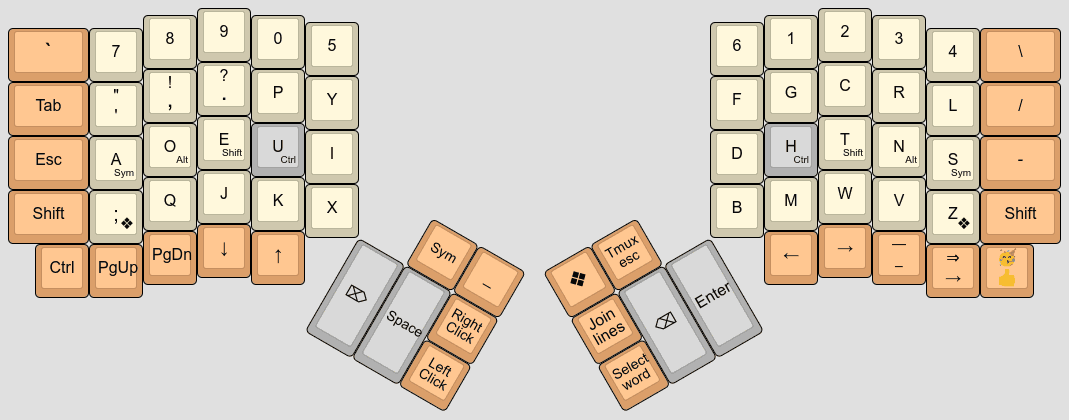 ` 7 8 9 0 5
Tab " ' ! , ? . P Y
Esc A Sym O Alt E Shift U Ctrl I
Shift ; ❖ Q J K X
Ctrl PgUp PgDn ↓ ↑
6 1 2 3 4 \
F G C R L /
D H Ctrl T Shift N Alt S Sym -
B M W V Z ❖ Shift
← → — – ⇒ → 🥳 👍
⌦ Space
Sym _
Right
Click
Left
Click
Tmux
esc
Join
lines
Select
word
⌫ Enter